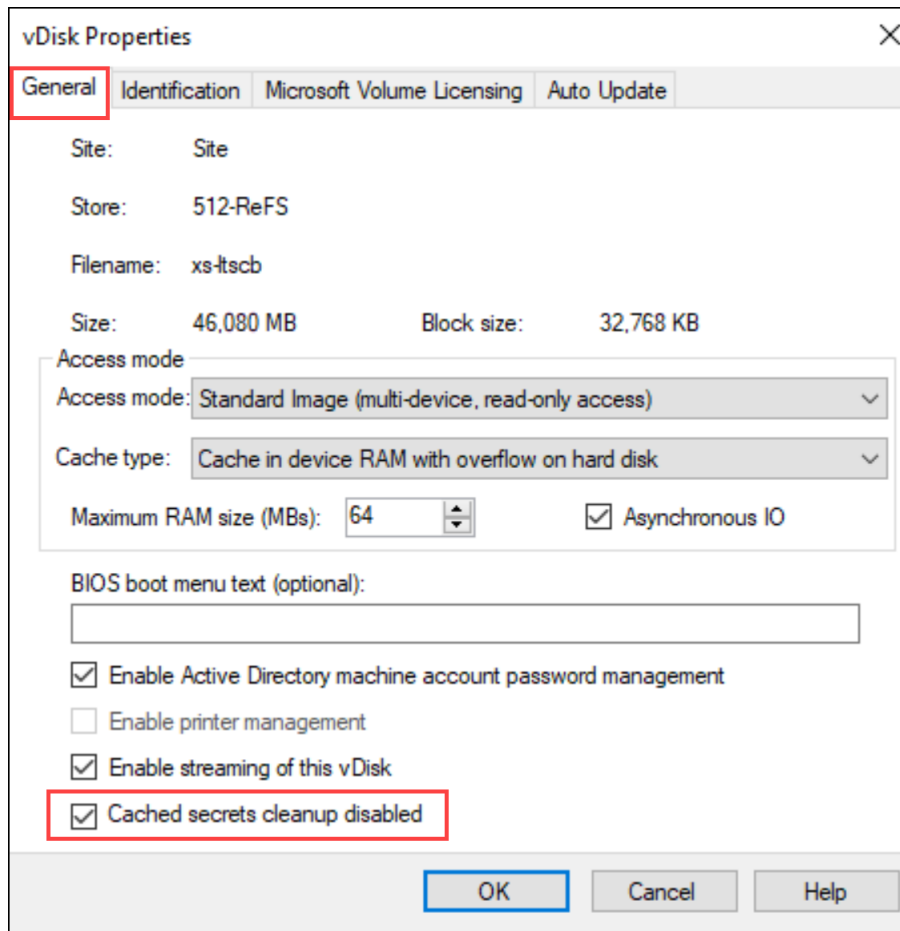 vDisk Properties
General Identification Microsoft Volume Licensing Auto Update
Site: Site
Store: 512-ReFS
Filename: xs-ltscb
Size: 46,080 MB Block size: 32,768 KB
Access mode
Access mode: Standard Image (multi-device, read-only access)
Cache type: Cache in device RAM with overflow on hard disk
Maximum RAM size (MBs): 64 Asynchronous IO
BIOS boot menu text (optional):
Enable Active Directory machine account password management
Enable printer management
Enable streaming of this vDisk
Cached secrets cleanup disabled
OK Cancel Help